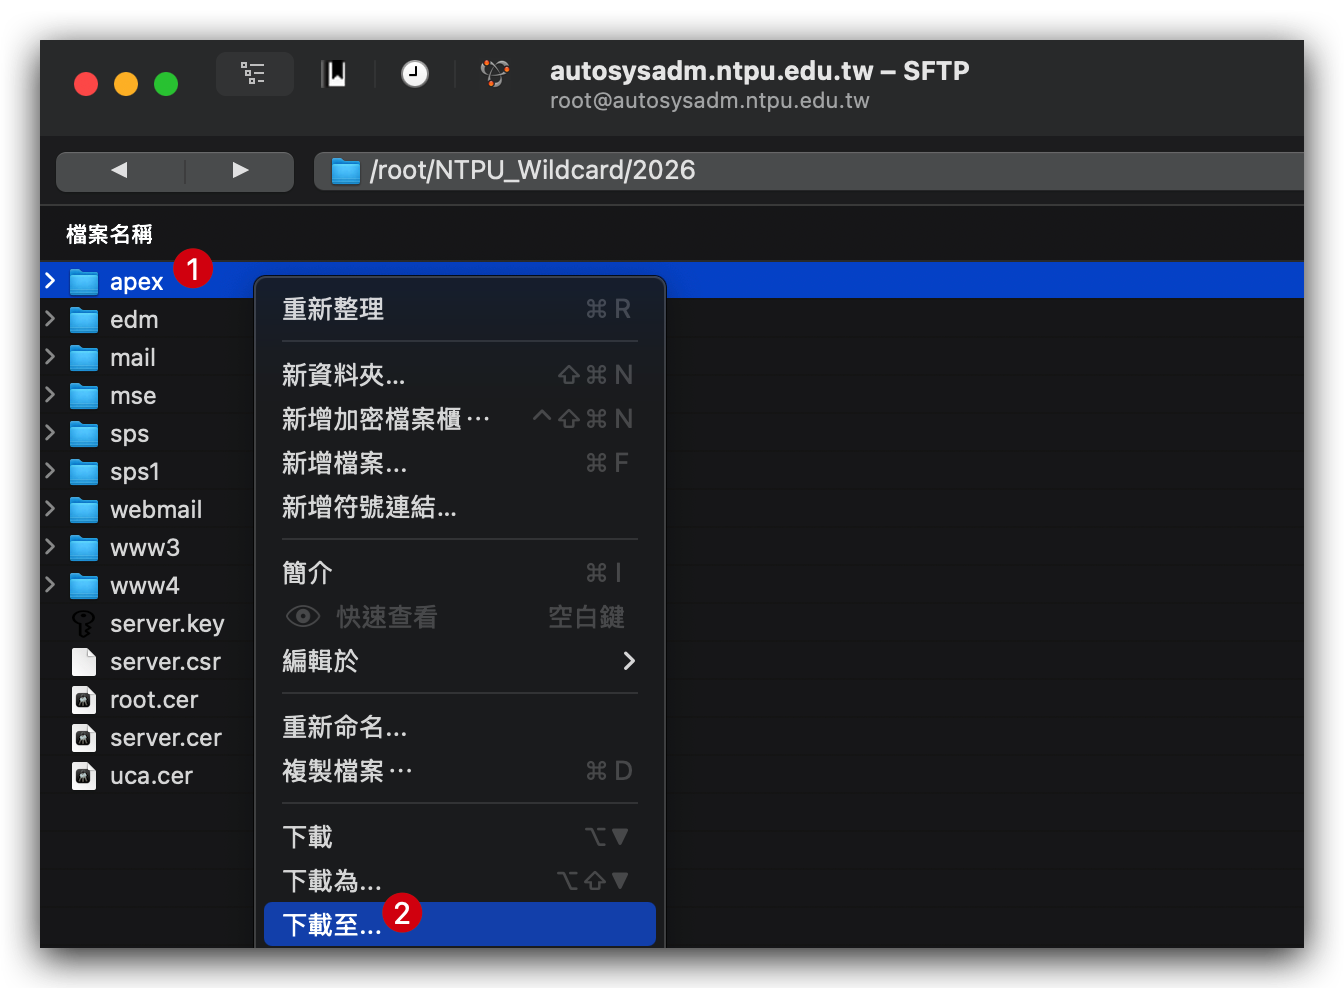 autosysadm.ntpu.edu.tw – SFTP
root@autosysadm.ntpu.edu.tw
/root/NTPU_Wildcard/2026
檔案名稱
apex 1
edm
mail
mse
sps
sps1
webmail
www3
www4
server.key
server.csr
root.cer
server.cer
uca.cer
重新整理 ⌘ R
新資料夾... ⇧ ⌘ N
新增加密檔案櫃⋯ ^ ⇧ ⌘ N
新增檔案... ⌘ F
新增符號連結...
簡介 ⌘ I
快速查看 空白鍵
編輯於
重新命名...
複製檔案⋯ ⌘ D
下載 ⌥ ▼
下載為... ⌥ ⇧ ▼
下載至... 2